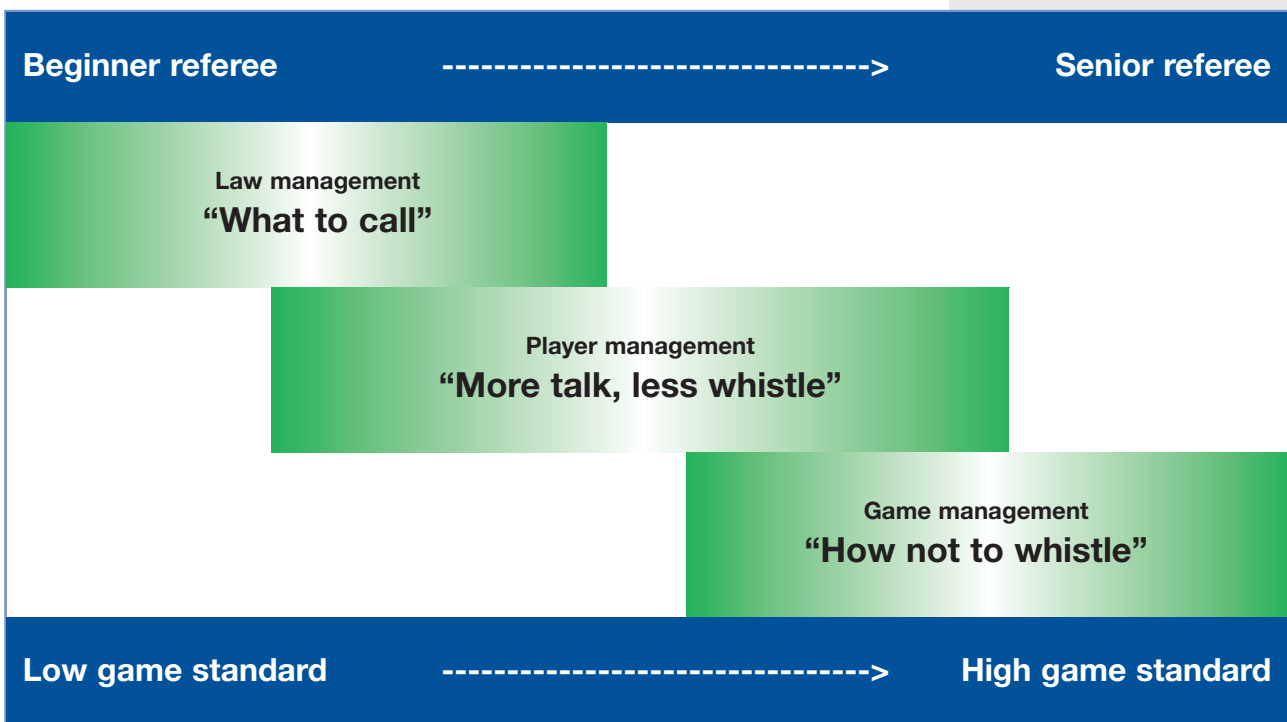 Beginner referee ---------------------------------> Senior referee
Law management
“What to call”
Player management
“More talk, less whistle”
Game management
“How not to whistle”
Low game standard ---------------------------------> High game standard